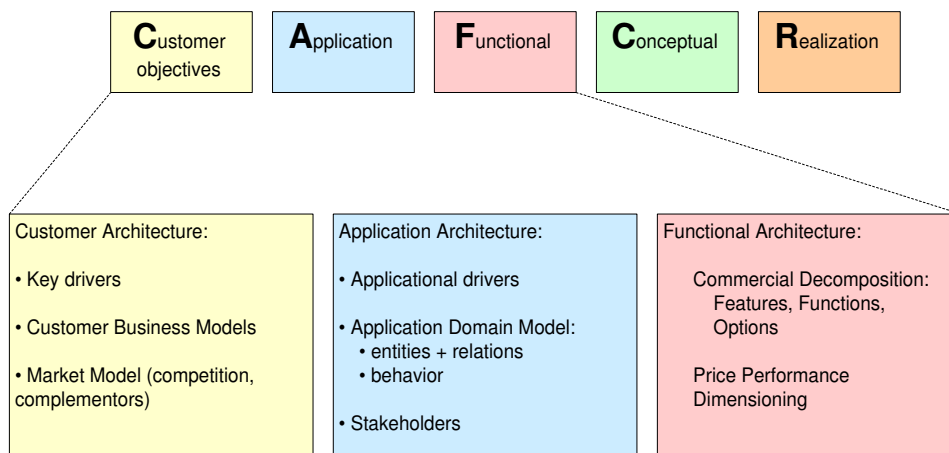 Customer
objectives
Application
Functional
Conceptual
Realization
Customer Architecture:
• Key drivers
• Customer Business Models
• Market Model (competition,
complementors)
Application Architecture:
• Applicational drivers
• Application Domain Model:
• entities + relations
• behavior
• Stakeholders
Functional Architecture:
Commercial Decomposition:
Features, Functions,
Options
Price Performance
Dimensioning